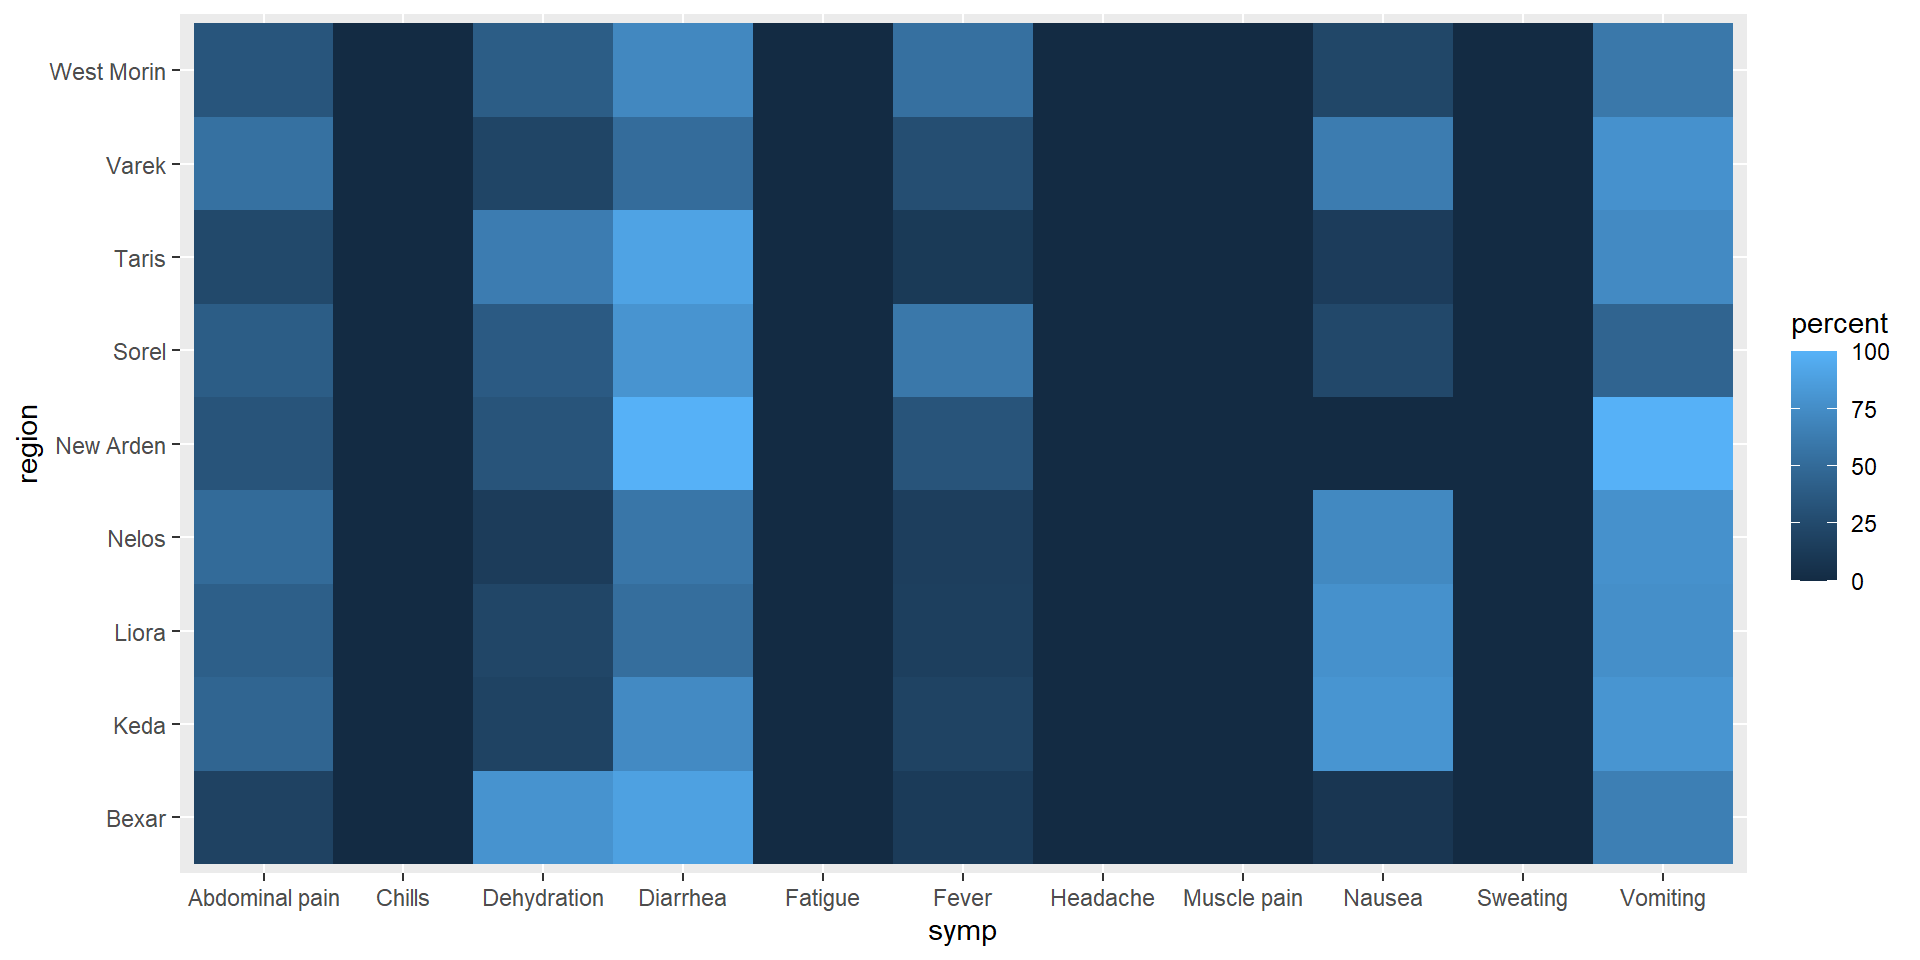 West Morin
Varek
Taris
Sorel
New Arden
Nelos
Liora
Keda
Bexar
region
Abdominal pain Chills Dehydration Diarrhea Fatigue Fever Headache Muscle pain Nausea Sweating Vomiting
symp
percent
100
75
50
25
0